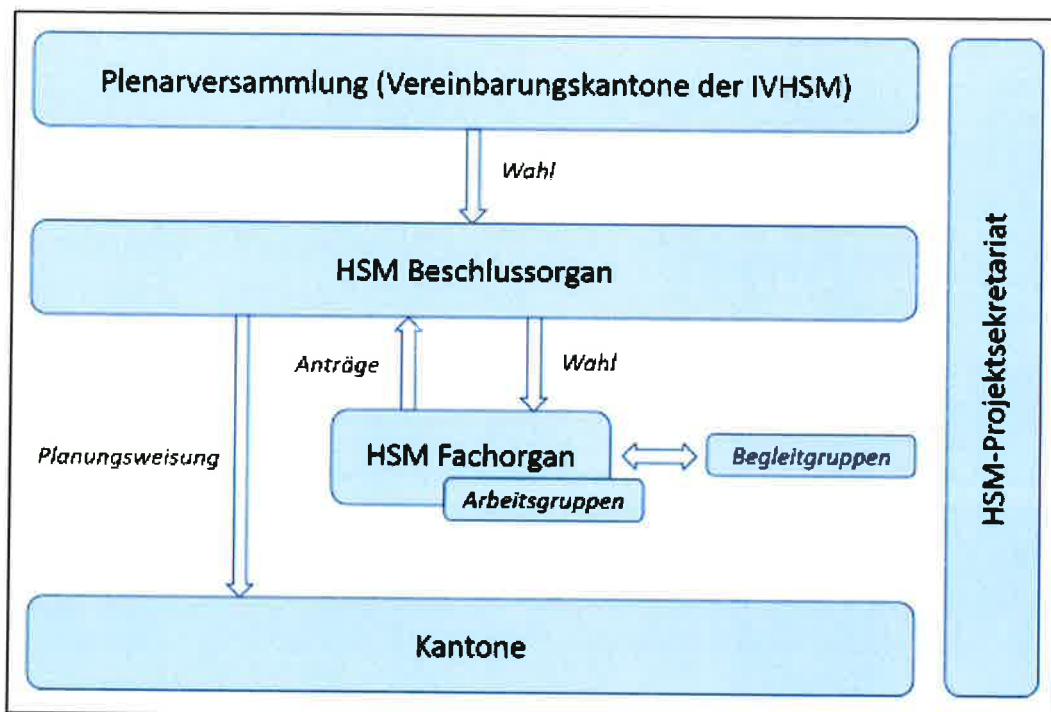 Plenarversammlung (Vereinbarungskantone der IVHSM)
Wahl
HSM Beschlussorgan
Anträge
Wahl
Planungsweisung
HSM Fachorgan
Arbeitsgruppen
Begleitgruppen
Kantone
HSM-Projektsekretariat